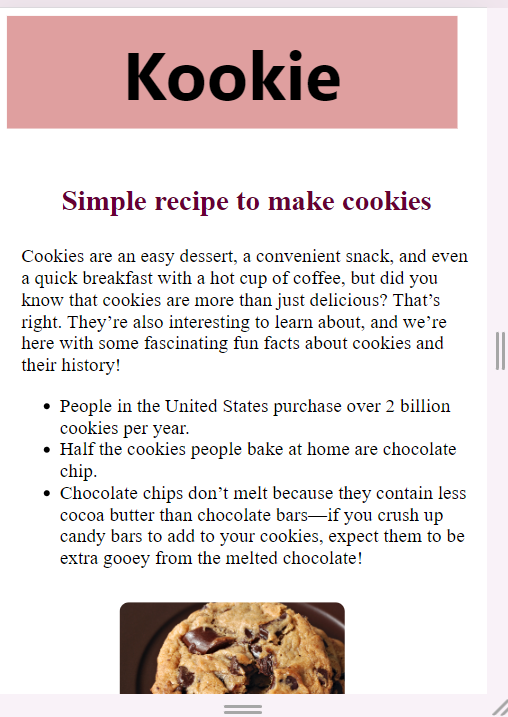 Kookie
Simple recipe to make cookies
Cookies are an easy dessert, a convenient snack, and even
a quick breakfast with a hot cup of coffee, but did you
know that cookies are more than just delicious? That’s
right. They’re also interesting to learn about, and we’re
here with some fascinating fun facts about cookies and
their history!
• People in the United States purchase over 2 billion
cookies per year.
• Half the cookies people bake at home are chocolate
chip.
• Chocolate chips don’t melt because they contain less
cocoa butter than chocolate bars—if you crush up
candy bars to add to your cookies, expect them to be
extra gooey from the melted chocolate!